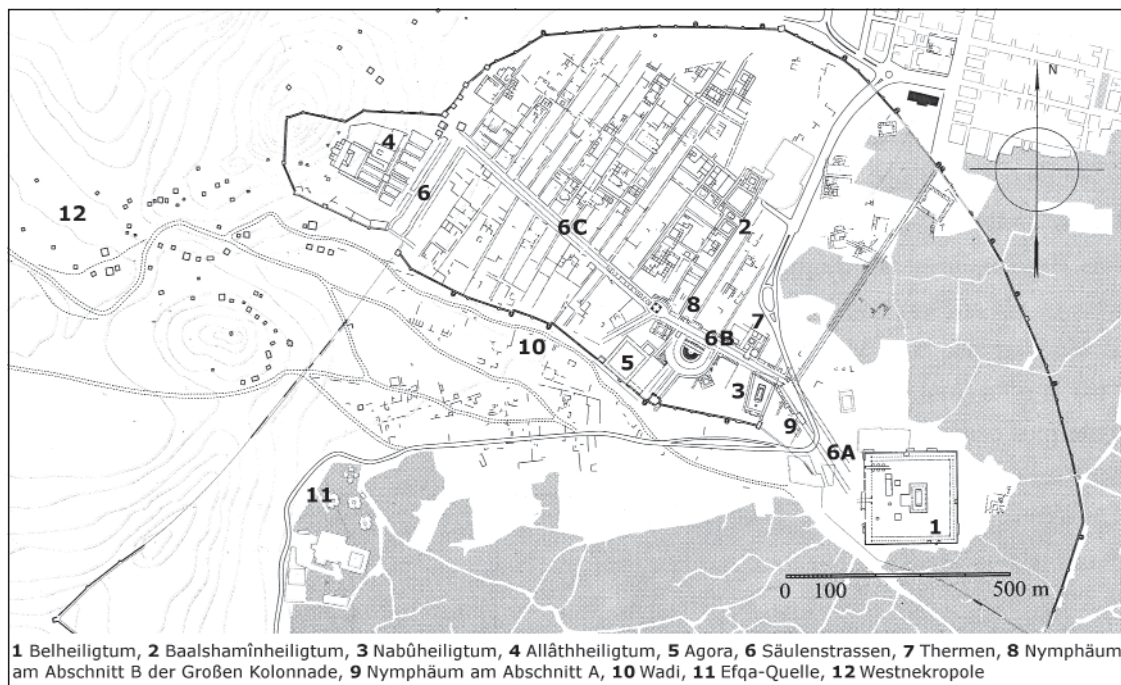 N
4
12
6
6C
2
8
7
6B
10
5
3
9
6A
11
1
0 100 500 m
1 Belheiligtum, 2 Baalshamînheiligtum, 3 Nabûheiligtum, 4 Allâthheiligtum, 5 Agora, 6 Säulenstrassen, 7 Thermen, 8 Nymphäum
am Abschnitt B der Großen Kolonnade, 9 Nymphäum am Abschnitt A, 10 Wadi, 11 Efqa-Quelle, 12 Westnekropole